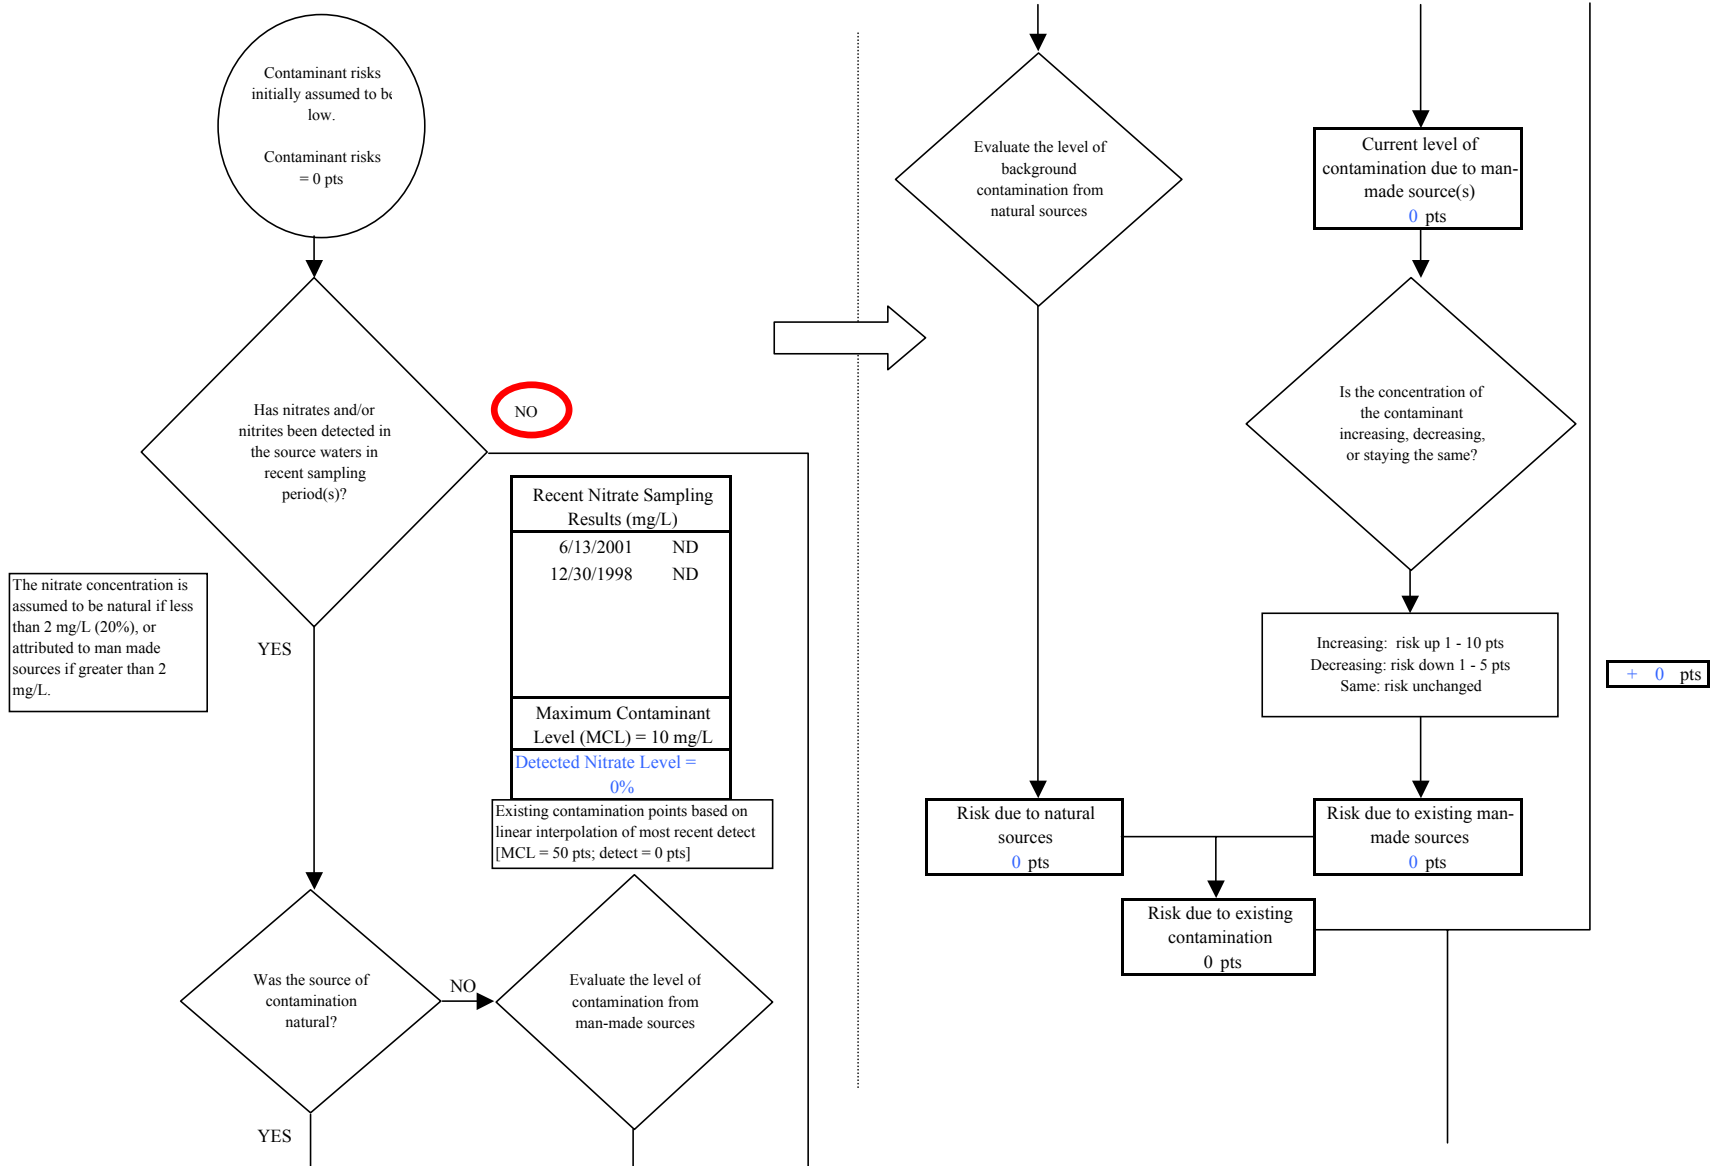 Contaminant risks
initially assumed to be
low.
Contaminant risks
= 0 pts
Has nitrates and/or
nitrites been detected in
the source waters in
recent sampling
period(s)?
NO
Recent Nitrate Sampling
Results (mg/L)
6/13/2001 ND
12/30/1998 ND
Maximum Contaminant
Level (MCL) = 10 mg/L
Detected Nitrate Level =
0%
Existing contamination points based on
linear interpolation of most recent detect
[MCL = 50 pts; detect = 0 pts]
The nitrate concentration is
assumed to be natural if less
than 2 mg/L (20%), or
attributed to man made
sources if greater than 2
mg/L.
YES
Was the source of
contamination
natural?
NO
Evaluate the level of
contamination from
man-made sources
YES
Evaluate the level of
background
contamination from
natural sources
Current level of
contamination due to man-
made source(s)
0 pts
Is the concentration of
the contaminant
increasing, decreasing,
or staying the same?
Increasing: risk up 1 - 10 pts
Decreasing: risk down 1 - 5 pts
Same: risk unchanged
+ 0 pts
Risk due to natural
sources
0 pts
Risk due to existing man-
made sources
0 pts
Risk due to existing
contamination
0 pts